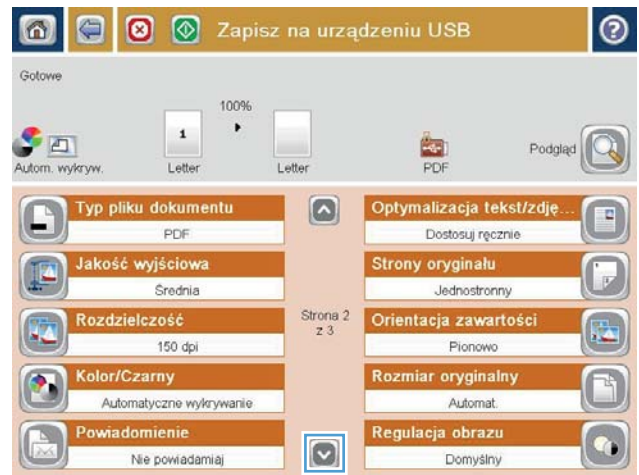 Zapisz na urządzeniu USB
Gotowe
100%
1
Autom. wykryw.
Letter
Letter
PDF
Podgląd
Typ pliku dokumentu
PDF
Jakość wyjściowa
Średnia
Rozdzielczość
150 dpi
Kolor/Czarny
Automatyczne wykrywanie
Powiadomienie
Nie powiadamiaj
Strona 2
z 3
Optymalizacja tekst/zdję...
Dostosuj ręcznie
Strony oryginału
Jednostronny
Orientacja zawartości
Pionowo
Rozmiar oryginalny
Automat.
Regulacja obrazu
Domyślny